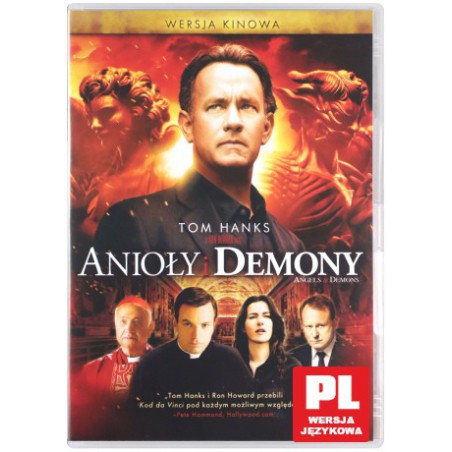 WERSJA KINOWA
TOM HANKS
ANIOŁY i DEMONY
ANGELS & DEMONS
„Tom Hanks i Ron Howard przebili
Kod da Vinci pod każdym możliwym względe
–Pete Hammond, Hollywood.com"
PL
WERSJA
JĘZYKOWA